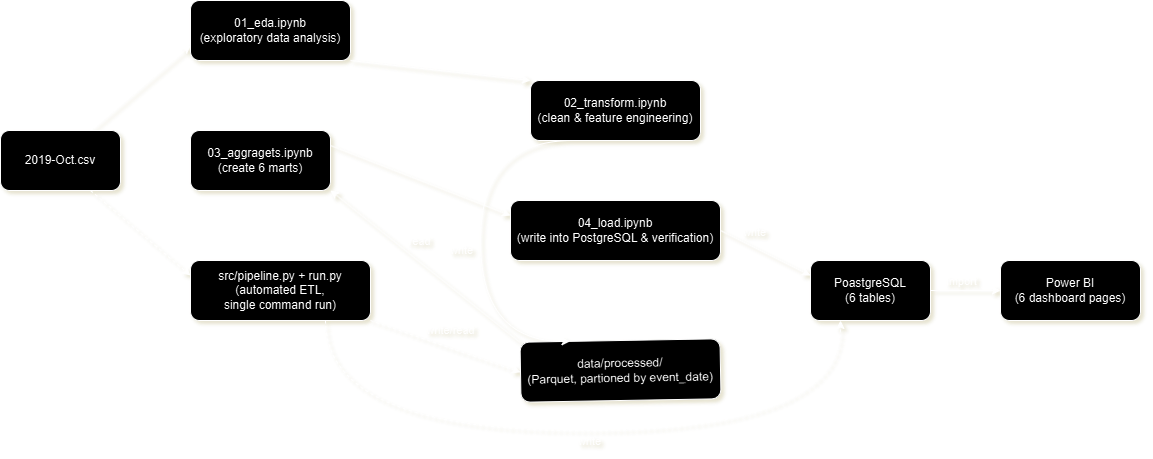 01_eda.ipynb
(exploratory data analysis)
02_transform.ipynb
(clean & feature engineering)
2019-Oct.csv
03_aggragets.ipynb
(create 6 marts)
04_load.ipynb
(write into PostgreSQL & verification)
src/pipeline.py + run.py
(automated ETL,
single command run)
PoastgreSQL
(6 tables)
Power BI
(6 dashboard pages)
data/processed/
(Parquet, partioned by event_date)